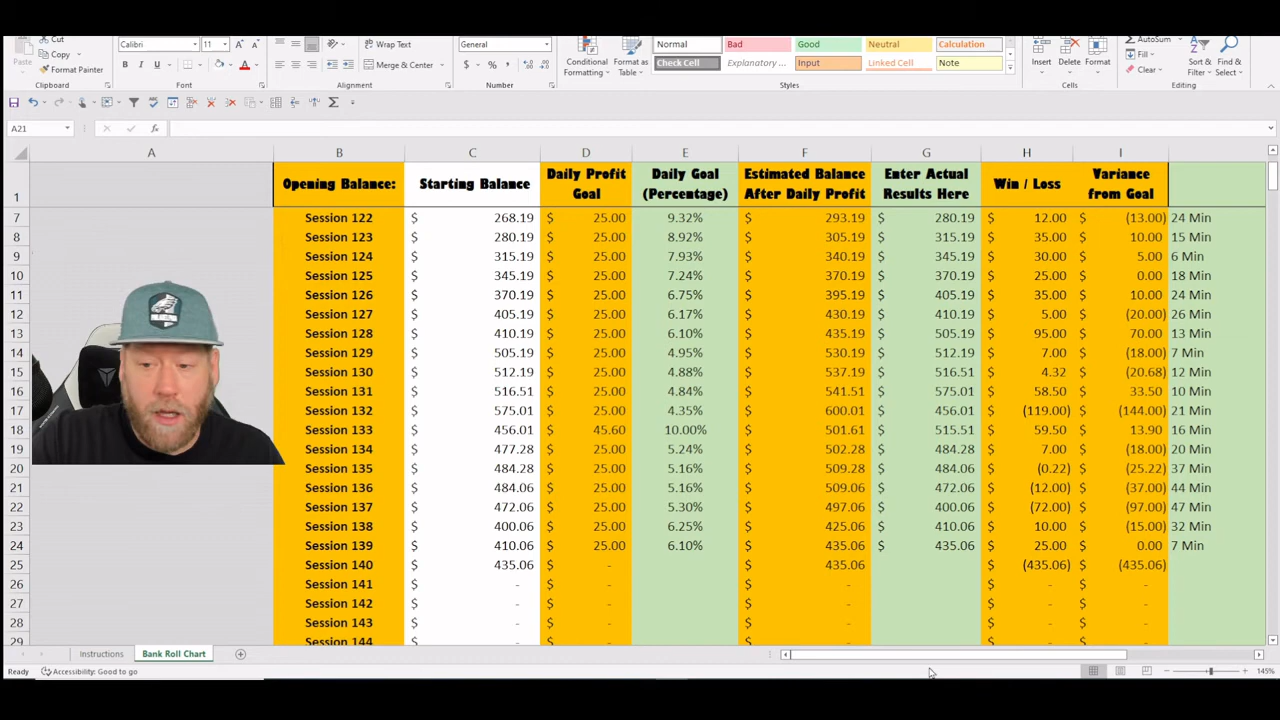 Cut
Copy
Format Painter
Paste
Calibri 11
B I U
Wrap Text
Merge & Center
General
$ % ,
Conditional Formatting
Format as Table
Normal Bad Good Neutral Calculation
Check Cell Explanatory ... Input Linked Cell Note
Insert Delete Format
AutoSum
Fill
Clear
Sort & Filter
Find & Select
Clipboard Font Alignment Number Styles Cells Editing
A21 fx
A B C D E F G H I
1 Opening Balance: Starting Balance Daily Profit Goal Daily Goal (Percentage) Estimated Balance After Daily Profit Enter Actual Results Here Win / Loss Variance from Goal
7 Session 122 $ 268.19 $ 25.00 9.32% $ 293.19 $ 280.19 $ 12.00 $ (13.00) 24 Min
8 Session 123 $ 280.19 $ 25.00 8.92% $ 305.19 $ 315.19 $ 35.00 $ 10.00 15 Min
9 Session 124 $ 315.19 $ 25.00 7.93% $ 340.19 $ 345.19 $ 30.00 $ 5.00 6 Min
10 Session 125 $ 345.19 $ 25.00 7.24% $ 370.19 $ 370.19 $ 25.00 $ 0.00 18 Min
11 Session 126 $ 370.19 $ 25.00 6.75% $ 395.19 $ 405.19 $ 35.00 $ 10.00 24 Min
12 Session 127 $ 405.19 $ 25.00 6.17% $ 430.19 $ 410.19 $ 5.00 $ (20.00) 26 Min
13 Session 128 $ 410.19 $ 25.00 6.10% $ 435.19 $ 505.19 $ 95.00 $ 70.00 13 Min
14 Session 129 $ 505.19 $ 25.00 4.95% $ 530.19 $ 512.19 $ 7.00 $ (18.00) 7 Min
15 Session 130 $ 512.19 $ 25.00 4.88% $ 537.19 $ 516.51 $ 4.32 $ (20.68) 12 Min
16 Session 131 $ 516.51 $ 25.00 4.84% $ 541.51 $ 575.01 $ 58.50 $ 33.50 10 Min
17 Session 132 $ 575.01 $ 25.00 4.35% $ 600.01 $ 456.01 $ (119.00) $ (144.00) 21 Min
18 Session 133 $ 456.01 $ 45.60 10.00% $ 501.61 $ 515.51 $ 59.50 $ 13.90 16 Min
19 Session 134 $ 477.28 $ 25.00 5.24% $ 502.28 $ 484.28 $ 7.00 $ (18.00) 20 Min
20 Session 135 $ 484.28 $ 25.00 5.16% $ 509.28 $ 484.06 $ (0.22) $ (25.22) 37 Min
21 Session 136 $ 484.06 $ 25.00 5.16% $ 509.06 $ 472.06 $ (12.00) $ (37.00) 44 Min
22 Session 137 $ 472.06 $ 25.00 5.30% $ 497.06 $ 400.06 $ (72.00) $ (97.00) 47 Min
23 Session 138 $ 400.06 $ 25.00 6.25% $ 425.06 $ 410.06 $ 10.00 $ (15.00) 32 Min
24 Session 139 $ 410.06 $ 25.00 6.10% $ 435.06 $ 435.06 $ 25.00 $ 0.00 7 Min
25 Session 140 $ 435.06 $ - $ 435.06 $ (435.06) $ (435.06)
26 Session 141 $ - $ - $ - $ - $ -
27 Session 142 $ - $ - $ - $ - $ -
28 Session 143 $ - $ - $ - $ - $ -
29 Session 144
Instructions Bank Roll Chart
Ready Accessibility: Good to go 145%